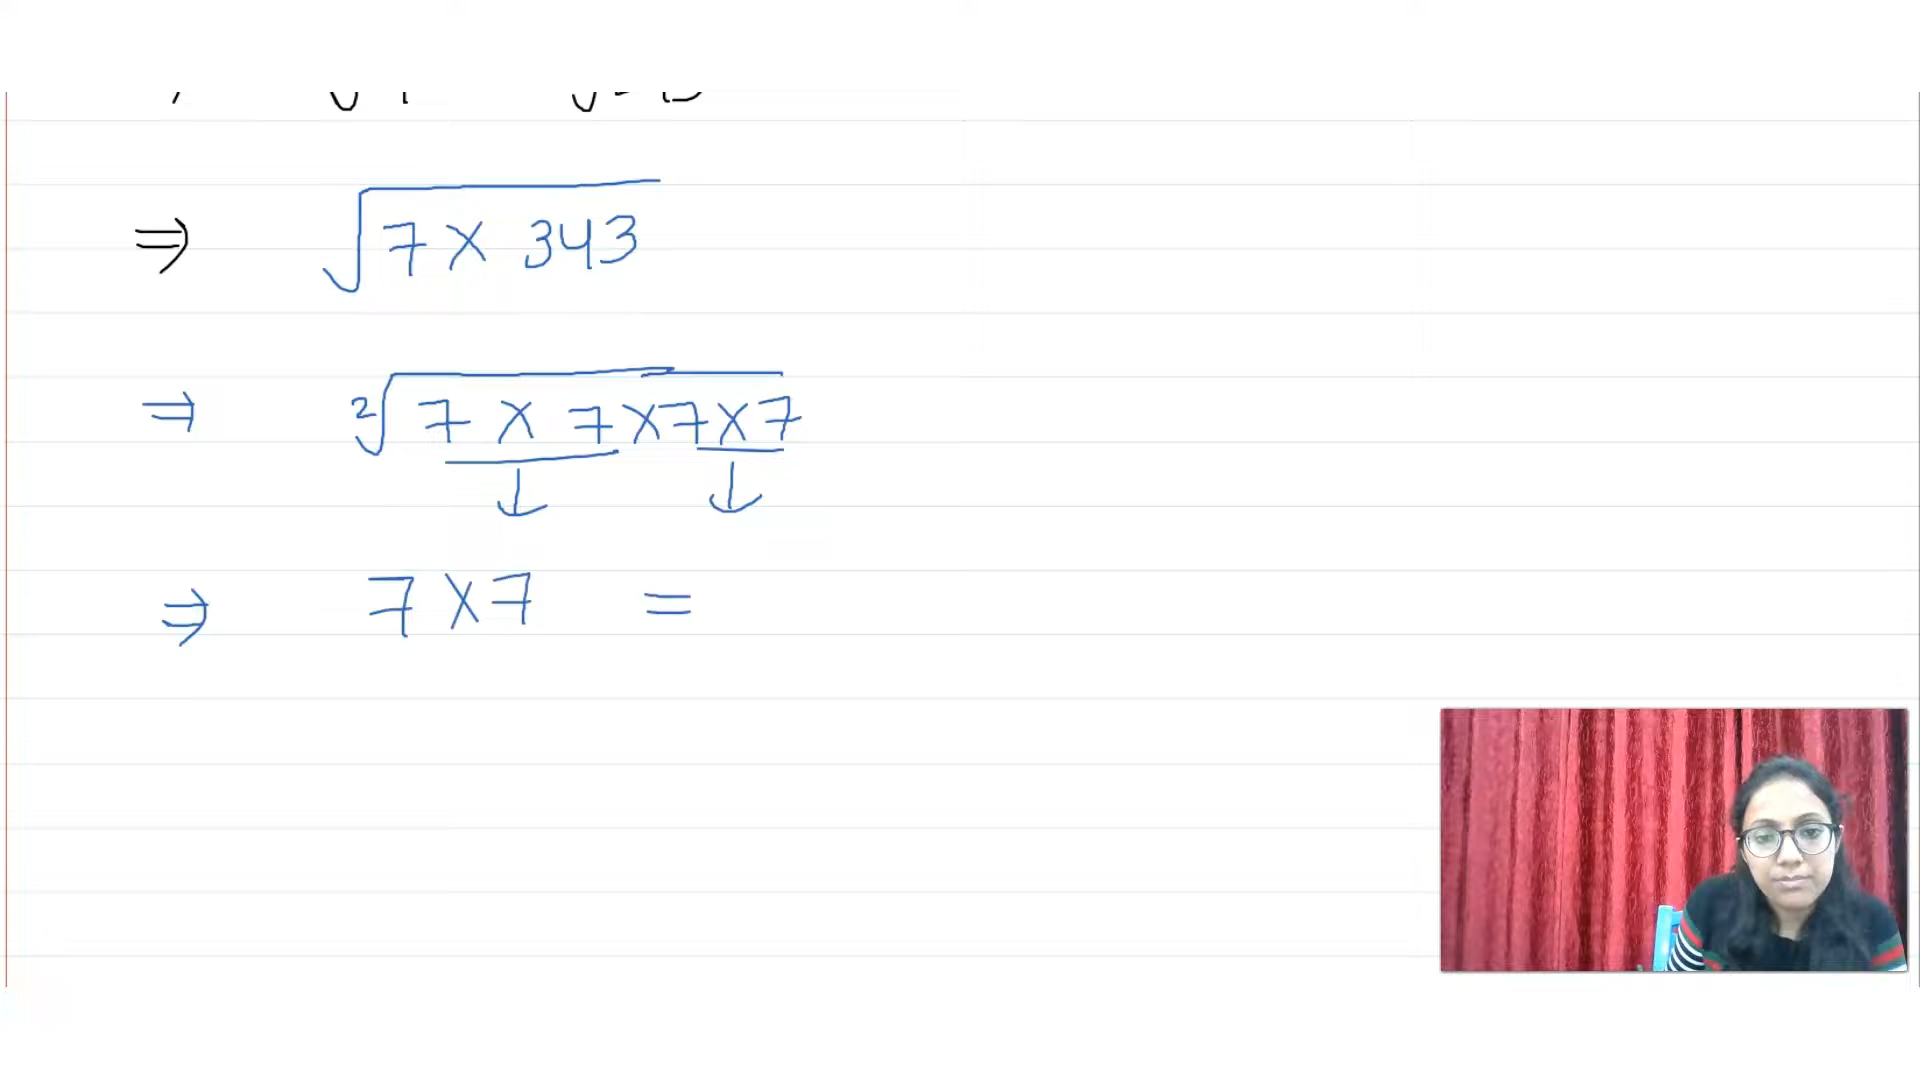 ⇒ √7 × 343
⇒ ²√7 × 7 × 7 × 7
↓ ↓
⇒ 7 × 7 =